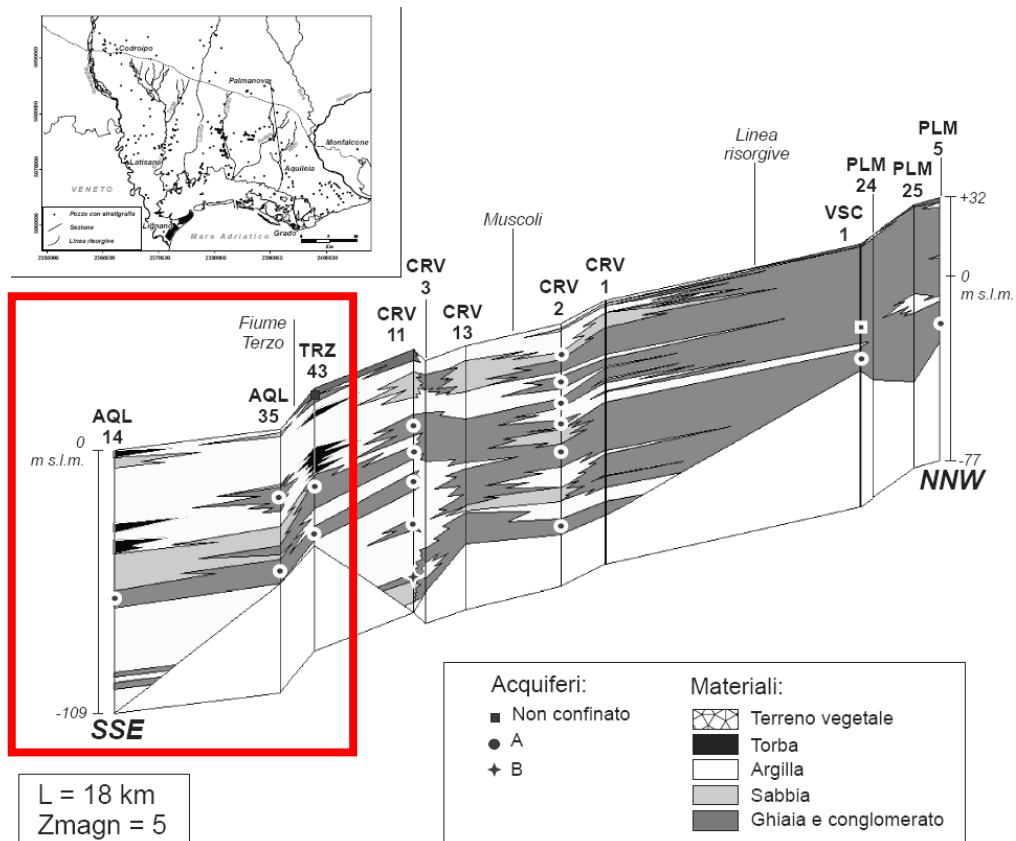 Codroipo
Palmanova
Monfalcone
Latisana
Aquileia
VENETO
Lignano
Grado
Mare Adriatico
Pozzo con stratigrafia
Sezione
Linea risorgive
Km
PLM
5
Linea
risorgive
PLM
24
PLM
25
+32
VSC
1
0
m s.l.m.
Muscoli
CRV
3
CRV
1
CRV
2
CRV
11
CRV
13
Fiume
Terzo
TRZ
43
AQL
35
AQL
14
0
m s.l.m.
-77
NNW
-109
SSE
Acquiferi:
Non confinato
A
B
Materiali:
Terreno vegetale
Torba
Argilla
Sabbia
Ghiaia e conglomerato
L = 18 km
Zmagn = 5